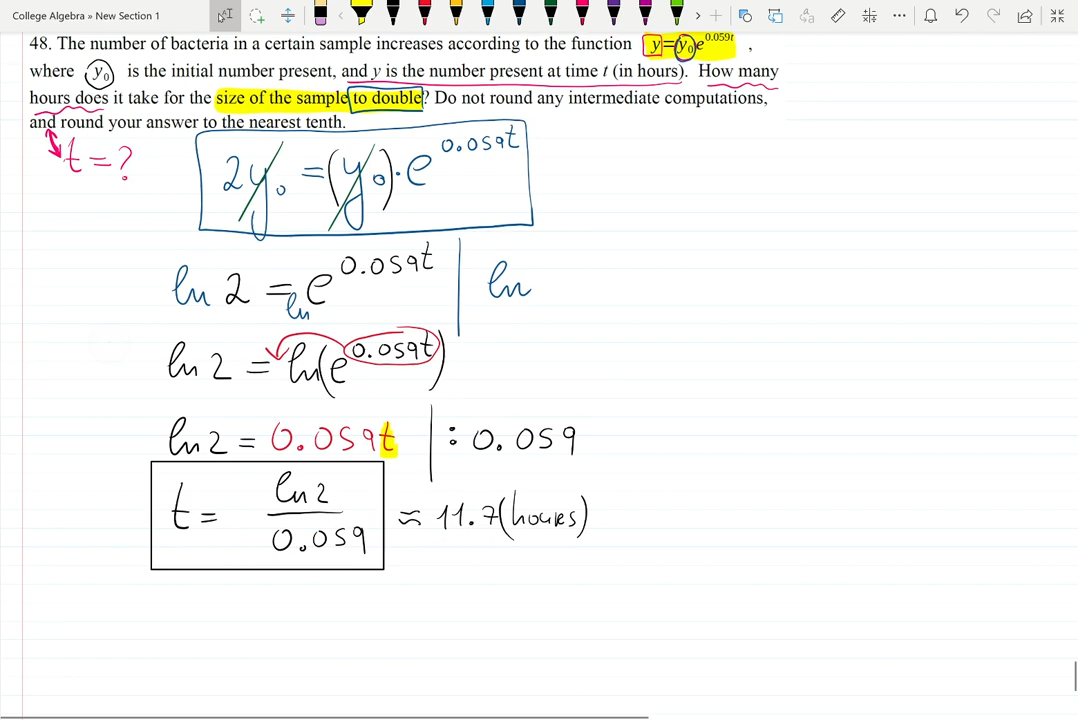 College Algebra » New Section 1
48. The number of bacteria in a certain sample increases according to the function y=y₀e^0.059t ,
where y₀ is the initial number present, and y is the number present at time t (in hours). How many
hours does it take for the size of the sample to double? Do not round any intermediate computations,
and round your answer to the nearest tenth.
t = ?
2y₀ = (y₀)·e^0.059t
ln 2 = ln e^0.059t | ln
ln 2 = ln(e^0.059t)
ln 2 = 0.059t | : 0.059
t = ln 2 / 0.059 ≈ 11.7 (hours)